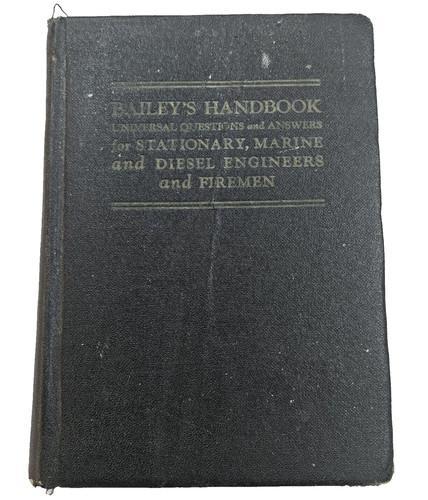 BAILEY'S HANDBOOK
UNIVERSAL QUESTIONS and ANSWERS
for STATIONARY, MARINE
and DIESEL ENGINEERS
and FIREMEN